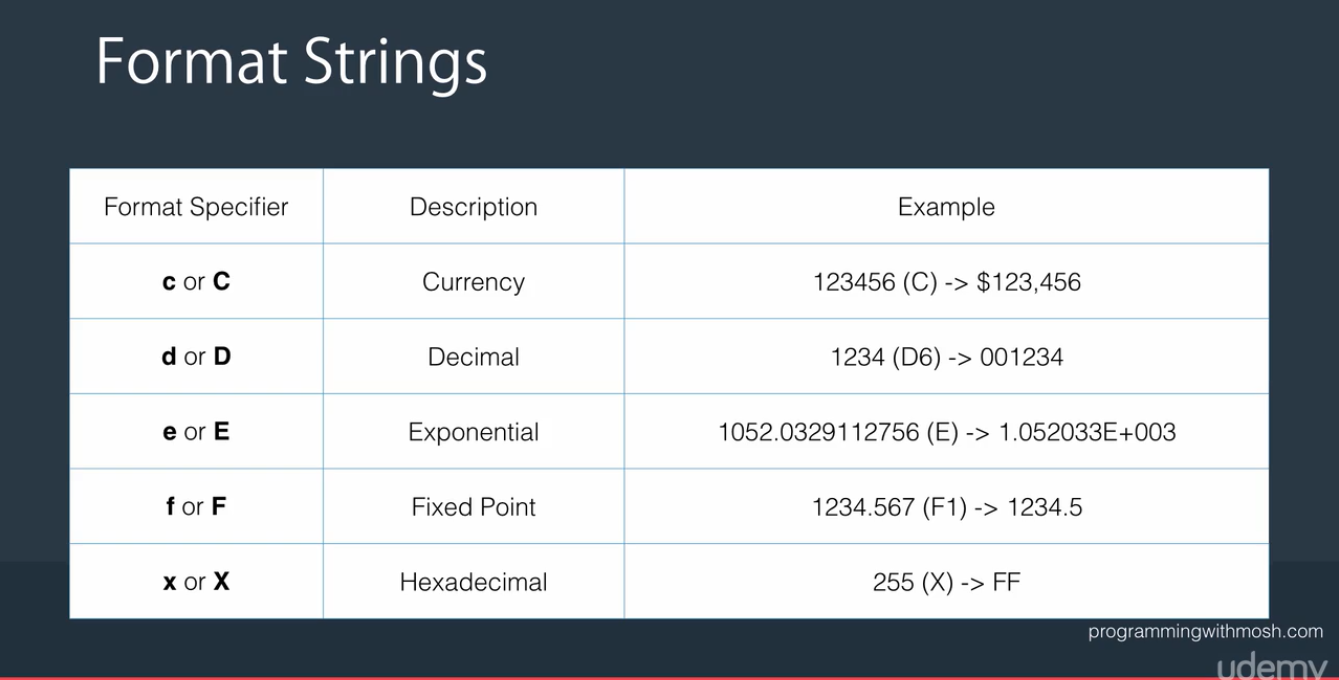 Format Strings
Format Specifier Description Example
c or C Currency 123456 (C) -> $123,456
d or D Decimal 1234 (D6) -> 001234
e or E Exponential 1052.0329112756 (E) -> 1.052033E+003
f or F Fixed Point 1234.567 (F1) -> 1234.5
x or X Hexadecimal 255 (X) -> FF
programmingwithmosh.com
udemy